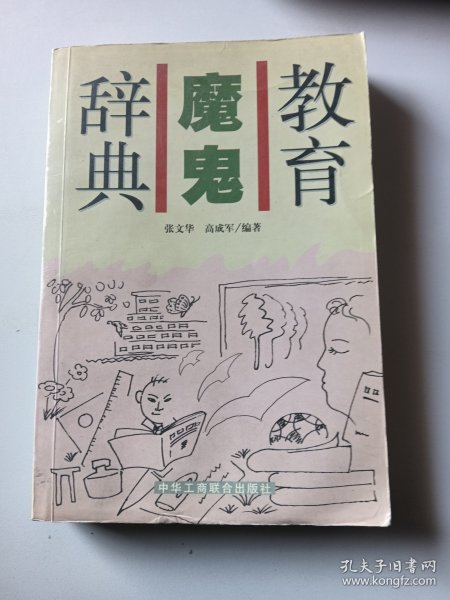 教育
魔鬼
辞典
张文华 高成军/编著
中华工商联合出版社
孔夫子旧书网
www.kongfz.com